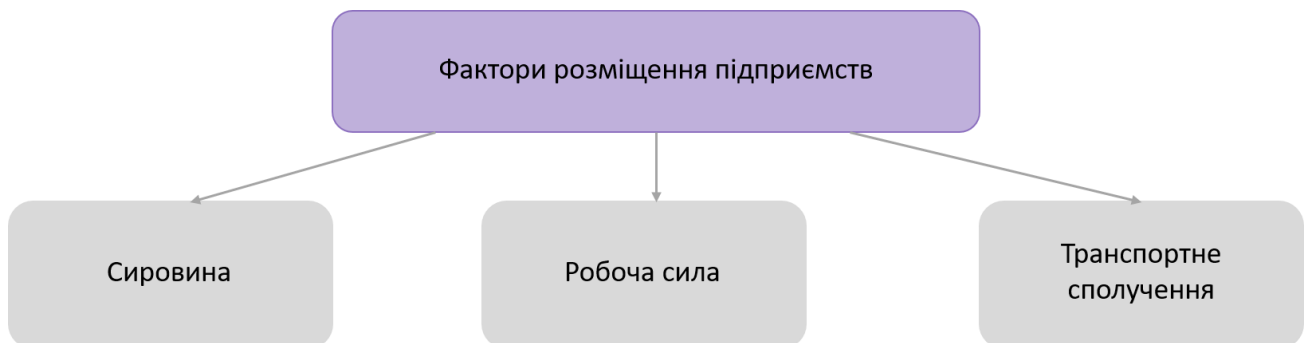 Фактори розміщення підприємств
Сировина
Робоча сила
Транспортне
сполучення